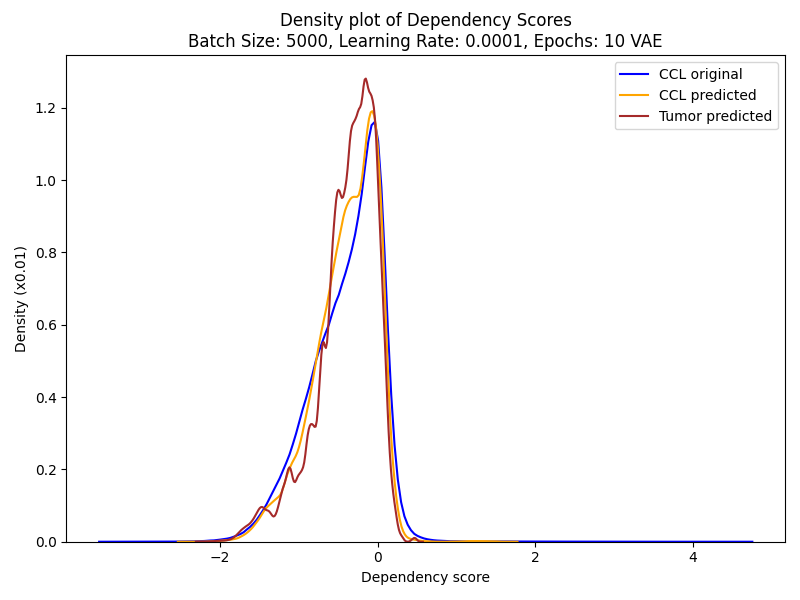 Density plot of Dependency Scores
Batch Size: 5000, Learning Rate: 0.0001, Epochs: 10 VAE
CCL original
CCL predicted
Tumor predicted
Density (x0.01)
1.2
1.0
0.8
0.6
0.4
0.2
0.0
−2
0
2
4
Dependency score